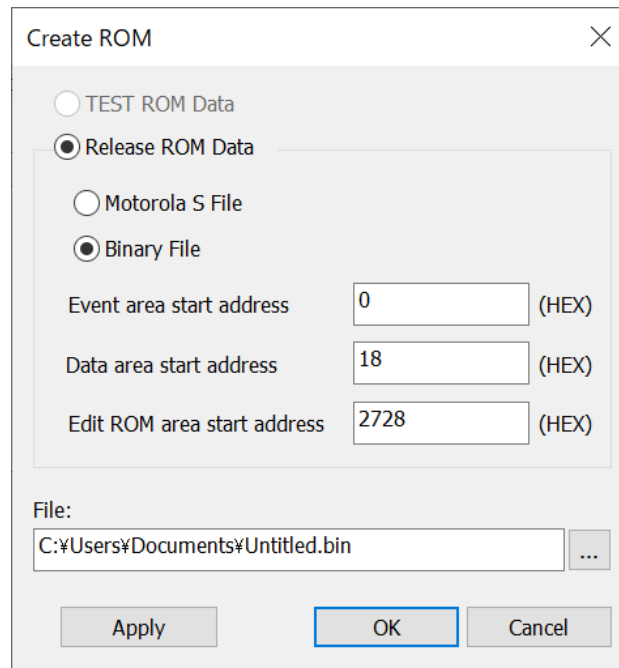 Create ROM
TEST ROM Data
Release ROM Data
Motorola S File
Binary File
Event area start address 0 (HEX)
Data area start address 18 (HEX)
Edit ROM area start address 2728 (HEX)
File:
C:¥Users¥Documents¥Untitled.bin ...
Apply OK Cancel